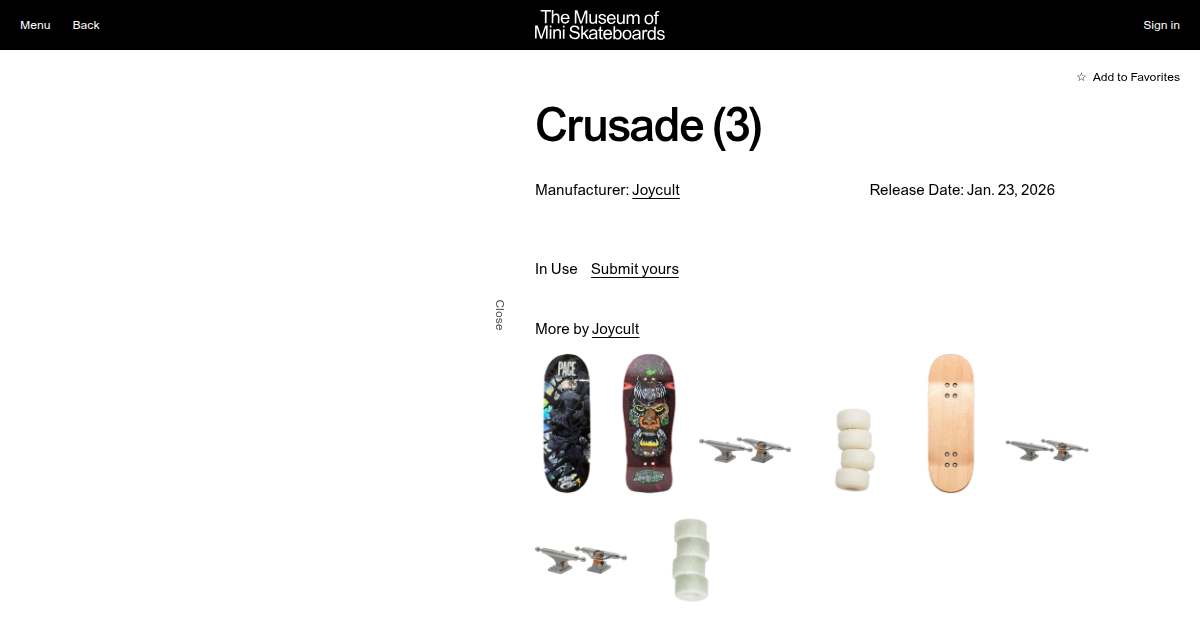 Menu
Back
The Museum of
Mini Skateboards
Sign in
☆ Add to Favorites
Crusade (3)
Manufacturer: Joycult
Release Date: Jan. 23, 2026
In Use
Submit yours
Close
More by Joycult
PACE